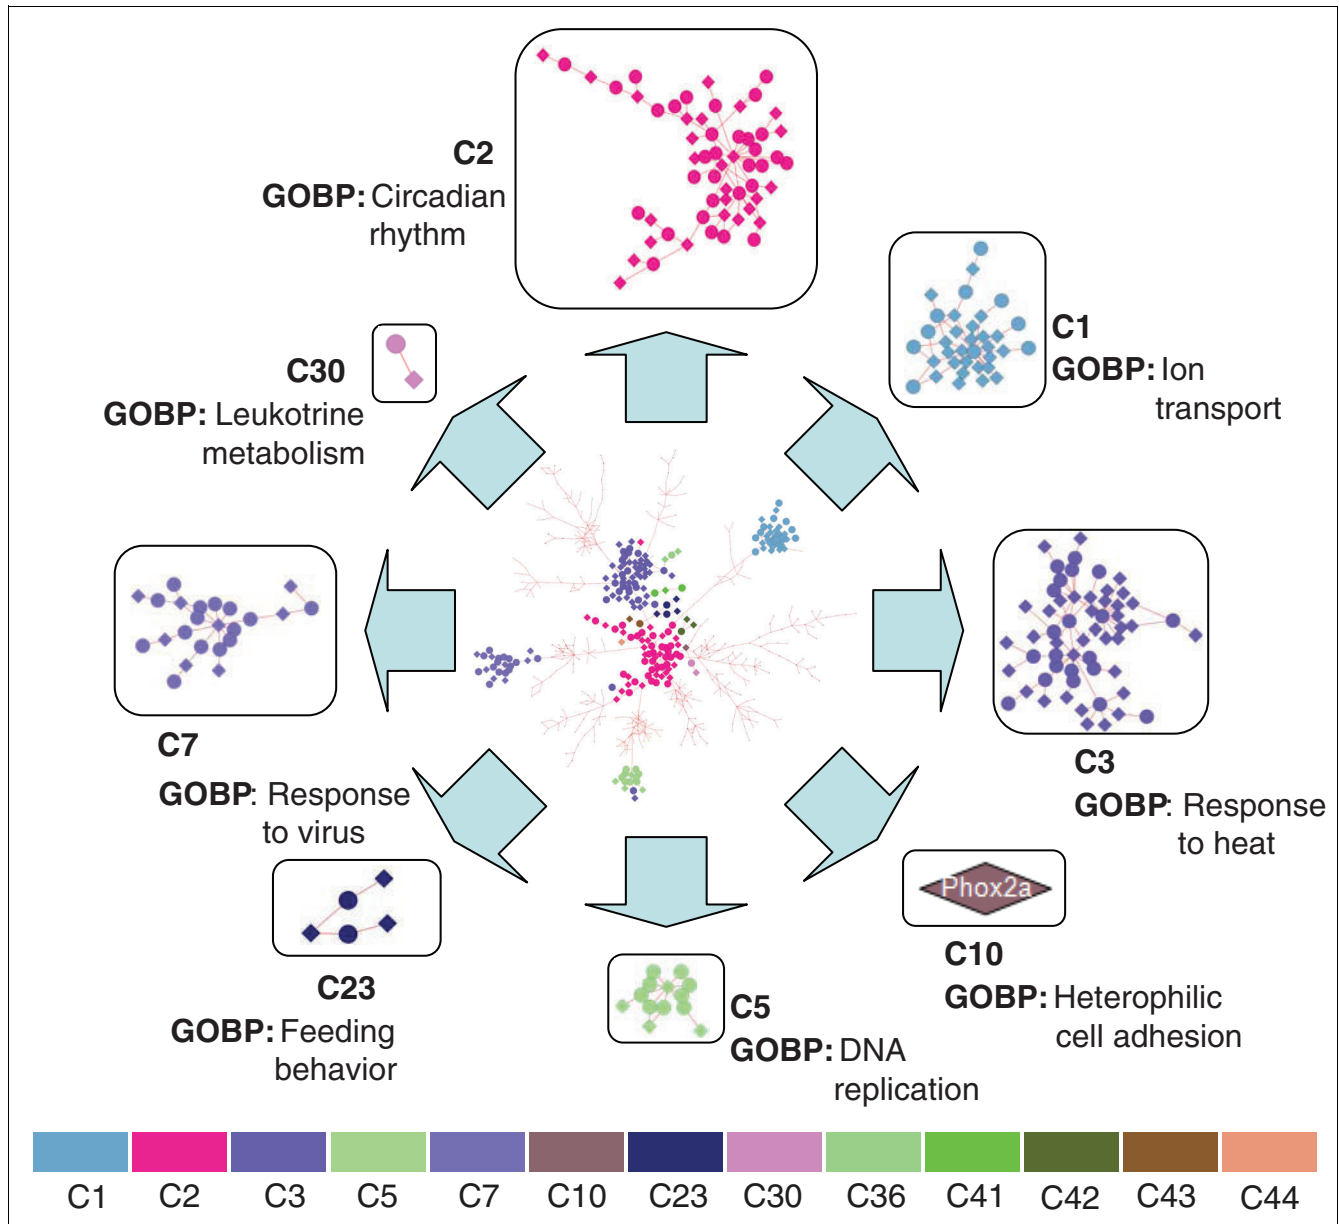 C2
GOBP: Circadian
rhythm
C1
GOBP: Ion
transport
C30
GOBP: Leukotrine
metabolism
C7
GOBP: Response
to virus
C3
GOBP: Response
to heat
Phox2a
C10
GOBP: Heterophilic
cell adhesion
C23
GOBP: Feeding
behavior
C5
GOBP: DNA
replication
C1 C2 C3 C5 C7 C10 C23 C30 C36 C41 C42 C43 C44